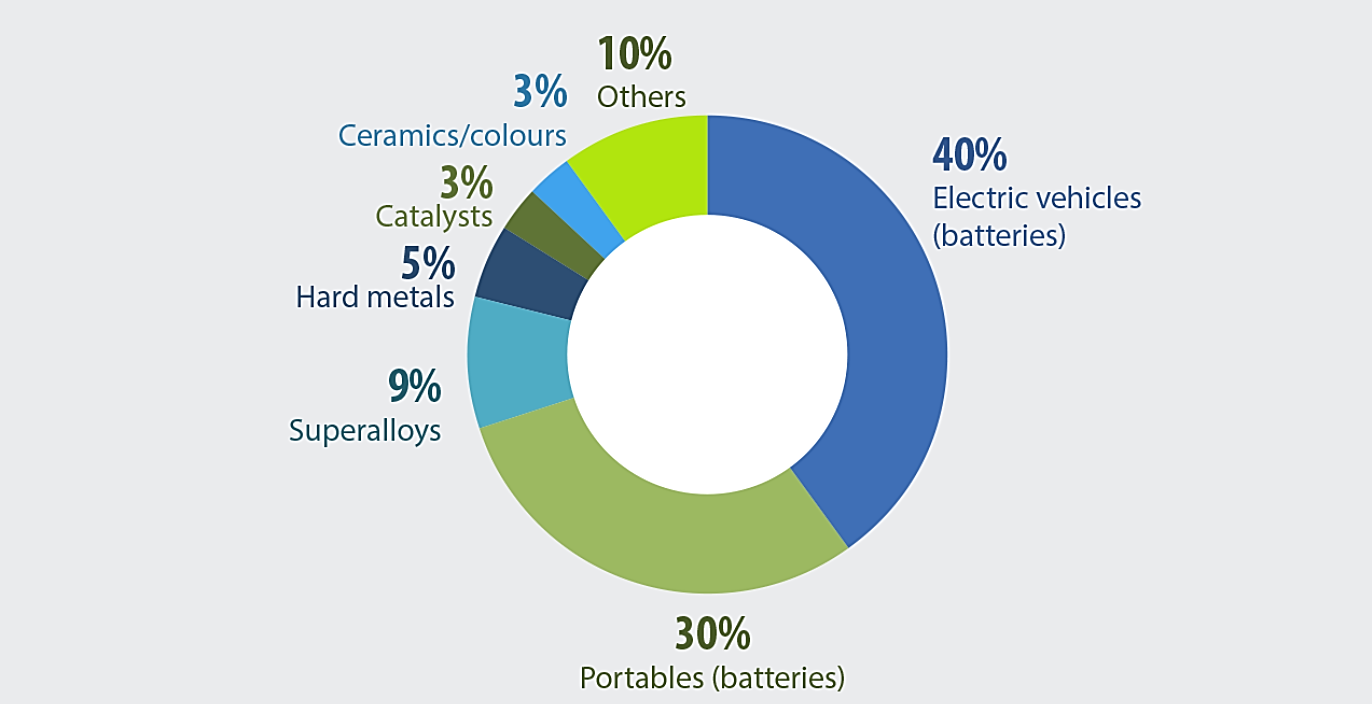 10%
Others
3%
Ceramics/colours
3%
Catalysts
5%
Hard metals
9%
Superalloys
40%
Electric vehicles
(batteries)
30%
Portables (batteries)